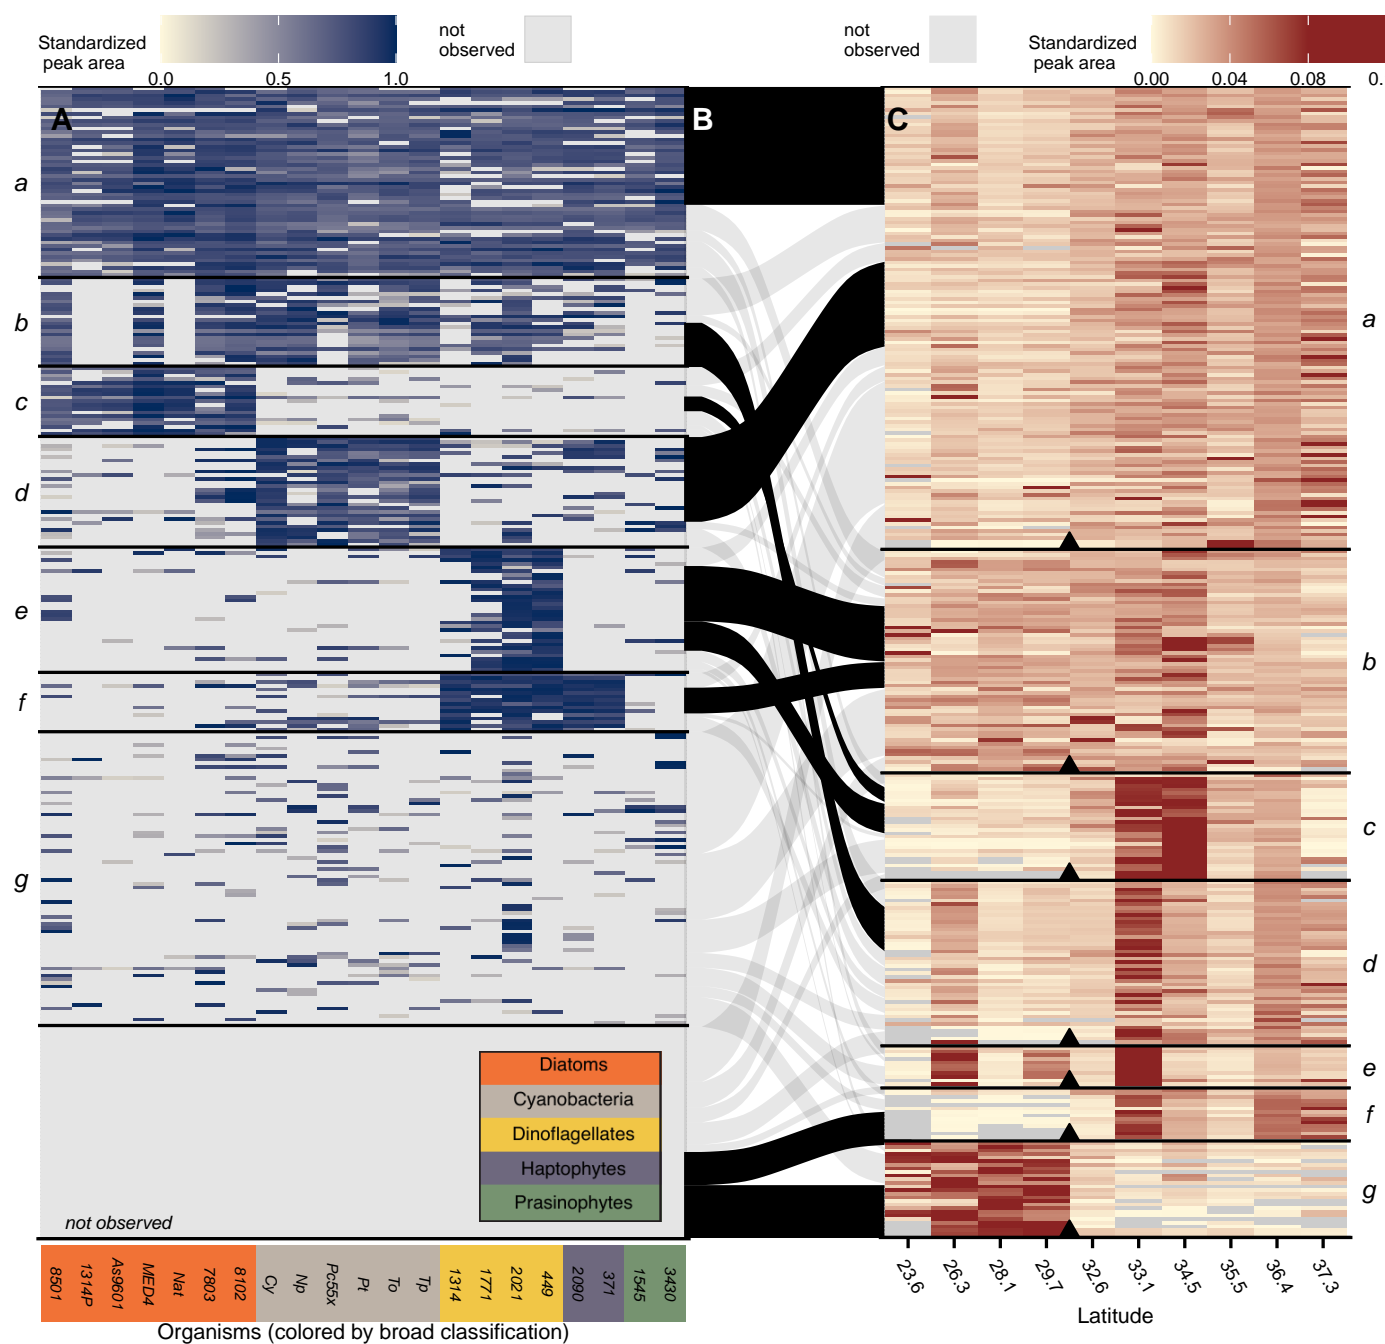 Standardized
peak area
0.0 0.5 1.0
not
observed
not
observed
Standardized
peak area
0.00 0.04 0.08 0.
A B C
a
b
c
d
e
f
g
a
b
c
d
e
f
g
Diatoms
Cyanobacteria
Dinoflagellates
Haptophytes
Prasinophytes
not observed
8501 1314P As9601 MED4 Nat 7803 8102 Cy Np Pc55x Pt To Tp 1314 1771 2021 449 2090 371 1545 3430
Organisms (colored by broad classification)
23.6 26.3 28.1 29.7 32.6 33.1 34.5 35.5 36.4 37.3
Latitude